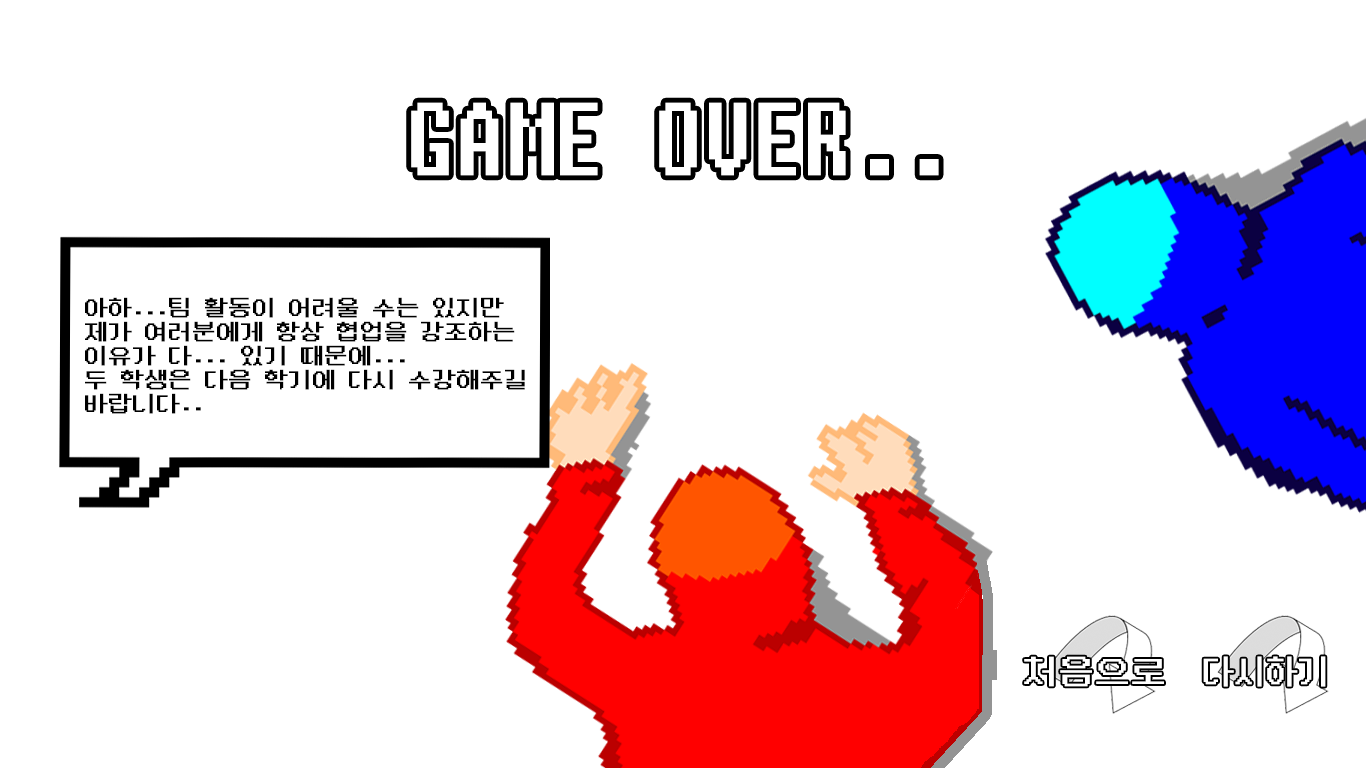 GAME OVER..
아하...팀 활동이 어려울 수는 있지만
제가 여러분에게 항상 협업을 강조하는
이유가 다... 있기 때문에...
두 학생은 다음 학기에 다시 수강해주길
바랍니다..
처음으로 다시하기